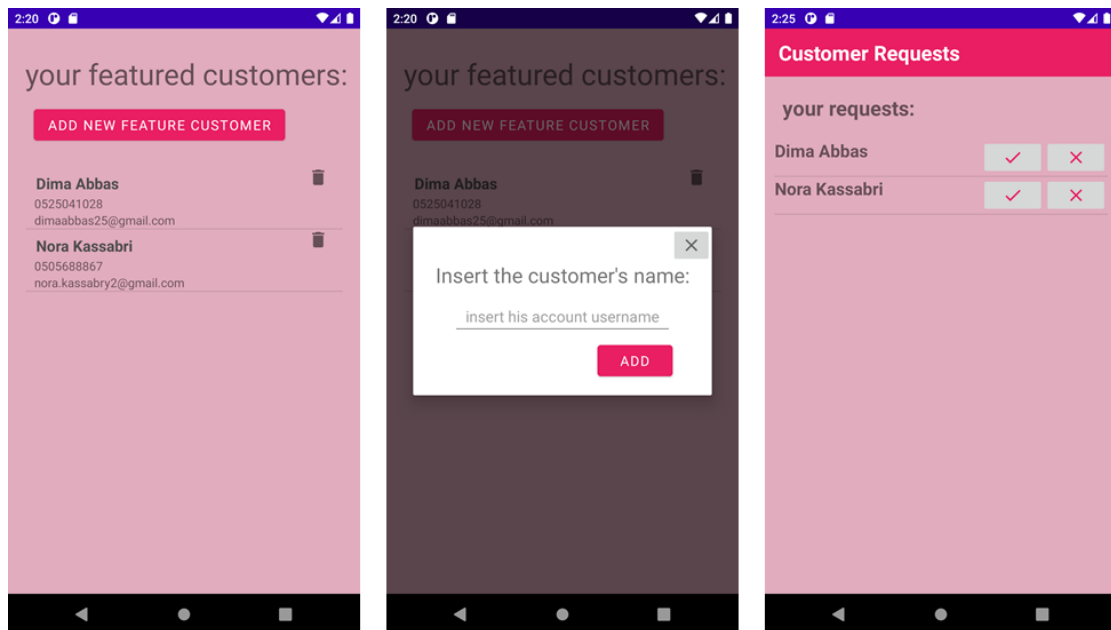 2:20
your featured customers:
ADD NEW FEATURE CUSTOMER
Dima Abbas
0525041028
dimaabbas25@gmail.com
Nora Kassabri
0505688867
nora.kassabry2@gmail.com
2:20
your featured customers:
ADD NEW FEATURE CUSTOMER
Dima Abbas
0525041028
dimaabbas25@gmail.com
Insert the customer's name:
insert his account username
ADD
2:25
Customer Requests
your requests:
Dima Abbas
Nora Kassabri